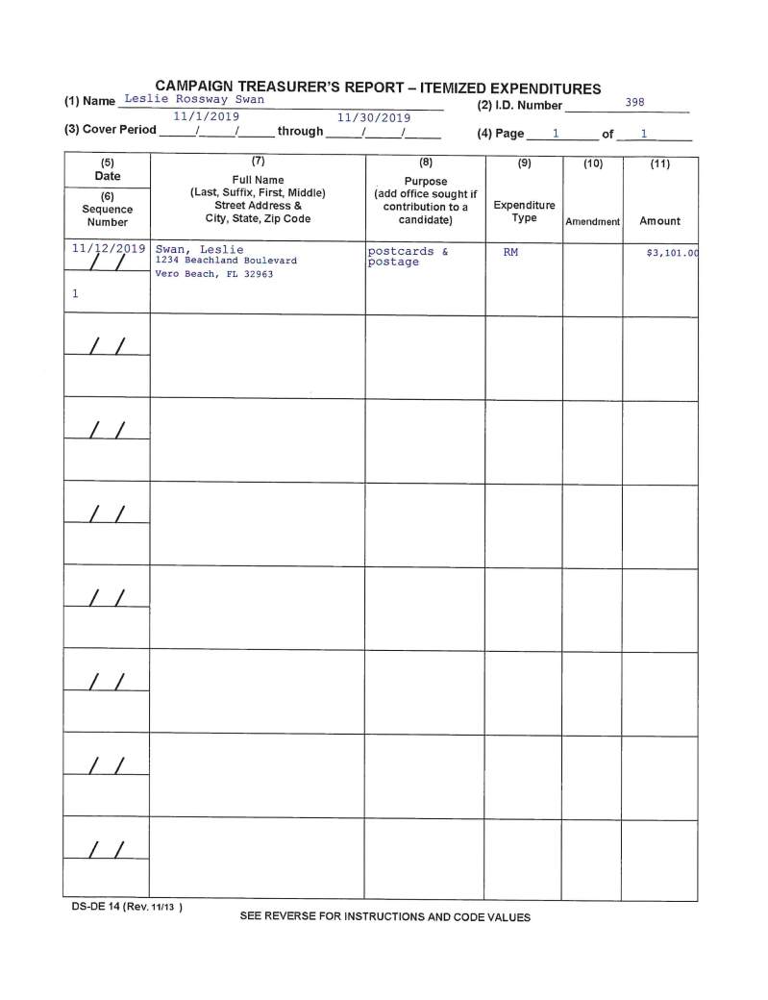 CAMPAIGN TREASURER'S REPORT – ITEMIZED EXPENDITURES
(1) Name Leslie Rossway Swan (2) I.D. Number 398
11/1/2019 11/30/2019
(3) Cover Period / / through / / (4) Page 1 of 1
(5) (7) (8) (9) (10) (11)
Date Full Name Purpose
(6) (Last, Suffix, First, Middle) (add office sought if
Sequence Street Address & contribution to a Expenditure
Number City, State, Zip Code candidate) Type Amendment Amount
11/12/2019 Swan, Leslie postcards & RM $3,101.00
/ / 1234 Beachland Boulevard postage
Vero Beach, FL 32963
1
/ /
/ /
/ /
/ /
/ /
/ /
/ /
DS-DE 14 (Rev. 11/13 )
SEE REVERSE FOR INSTRUCTIONS AND CODE VALUES